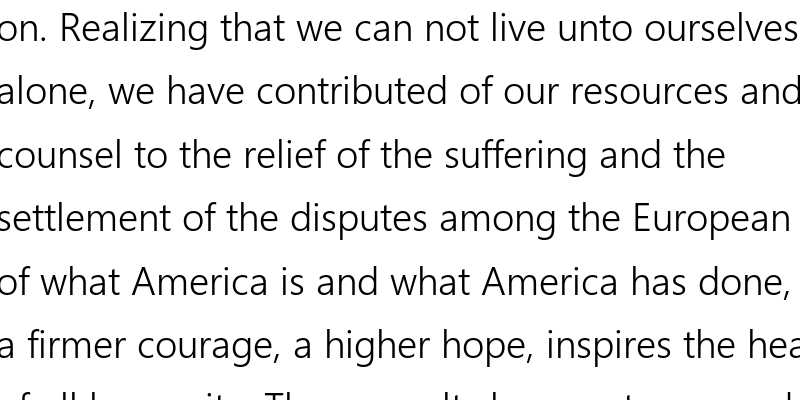 on. Realizing that we can not live unto ourselves
alone, we have contributed of our resources and
counsel to the relief of the suffering and the
settlement of the disputes among the European
of what America is and what America has done,
a firmer courage, a higher hope, inspires the hea